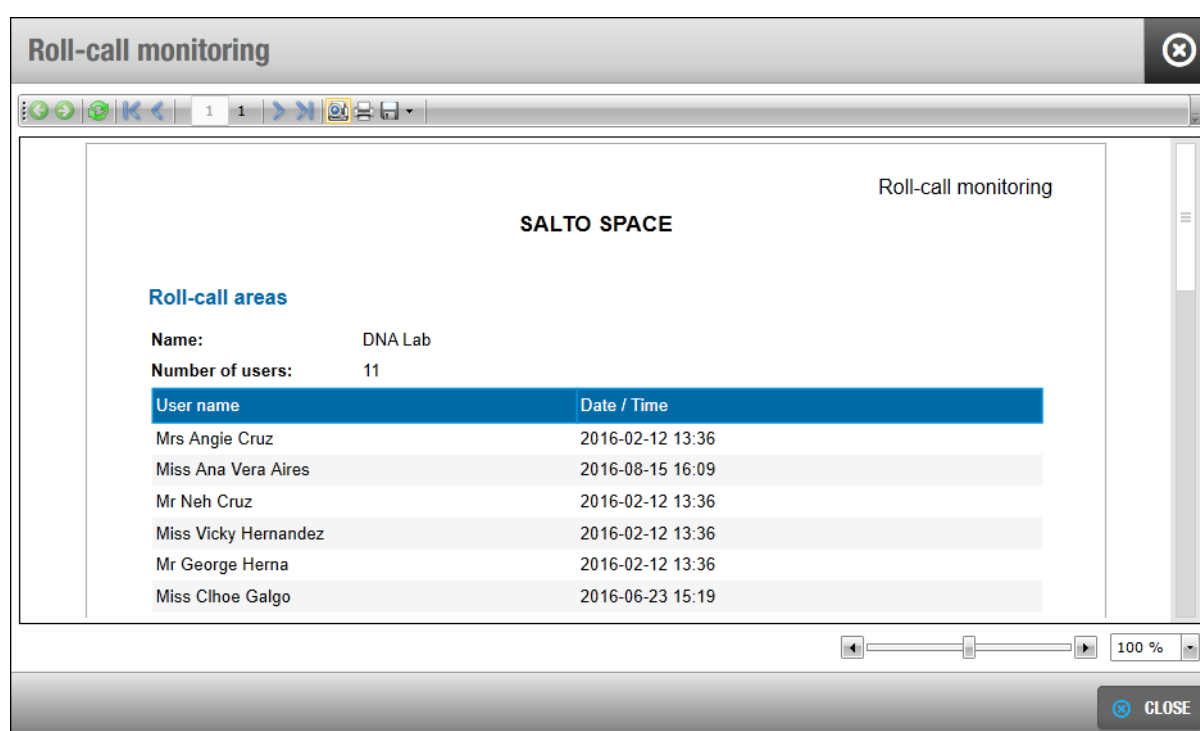 Roll-call monitoring
1 1
Roll-call monitoring
SALTO SPACE
Roll-call areas
Name: DNA Lab
Number of users: 11
User name Date / Time
Mrs Angie Cruz 2016-02-12 13:36
Miss Ana Vera Aires 2016-08-15 16:09
Mr Neh Cruz 2016-02-12 13:36
Miss Vicky Hernandez 2016-02-12 13:36
Mr George Herna 2016-02-12 13:36
Miss Clhoe Galgo 2016-06-23 15:19
100 %
CLOSE